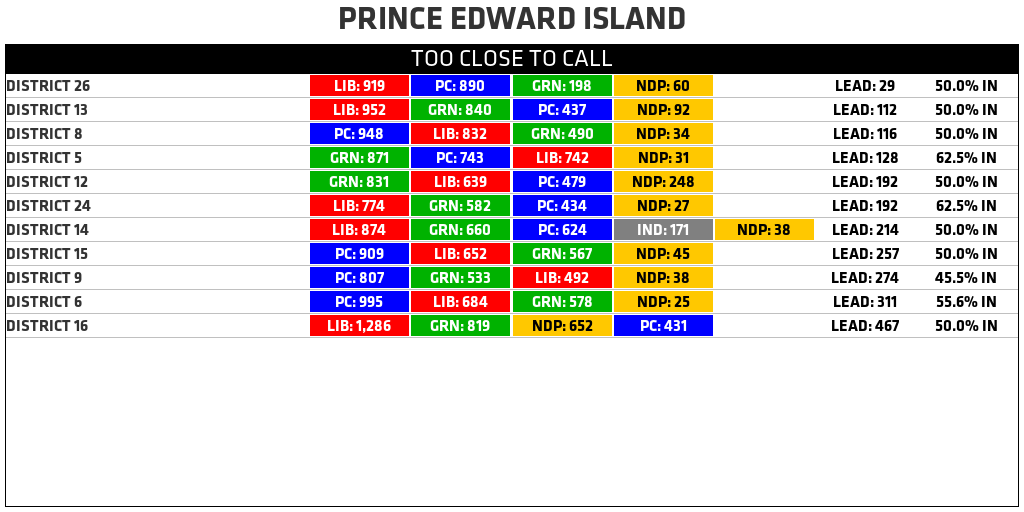 PRINCE EDWARD ISLAND
TOO CLOSE TO CALL
DISTRICT 26 LIB: 919 PC: 890 GRN: 198 NDP: 60 LEAD: 29 50.0% IN
DISTRICT 13 LIB: 952 GRN: 840 PC: 437 NDP: 92 LEAD: 112 50.0% IN
DISTRICT 8 PC: 948 LIB: 832 GRN: 490 NDP: 34 LEAD: 116 50.0% IN
DISTRICT 5 GRN: 871 PC: 743 LIB: 742 NDP: 31 LEAD: 128 62.5% IN
DISTRICT 12 GRN: 831 LIB: 639 PC: 479 NDP: 248 LEAD: 192 50.0% IN
DISTRICT 24 LIB: 774 GRN: 582 PC: 434 NDP: 27 LEAD: 192 62.5% IN
DISTRICT 14 LIB: 874 GRN: 660 PC: 624 IND: 171 NDP: 38 LEAD: 214 50.0% IN
DISTRICT 15 PC: 909 LIB: 652 GRN: 567 NDP: 45 LEAD: 257 50.0% IN
DISTRICT 9 PC: 807 GRN: 533 LIB: 492 NDP: 38 LEAD: 274 45.5% IN
DISTRICT 6 PC: 995 LIB: 684 GRN: 578 NDP: 25 LEAD: 311 55.6% IN
DISTRICT 16 LIB: 1,286 GRN: 819 NDP: 652 PC: 431 LEAD: 467 50.0% IN